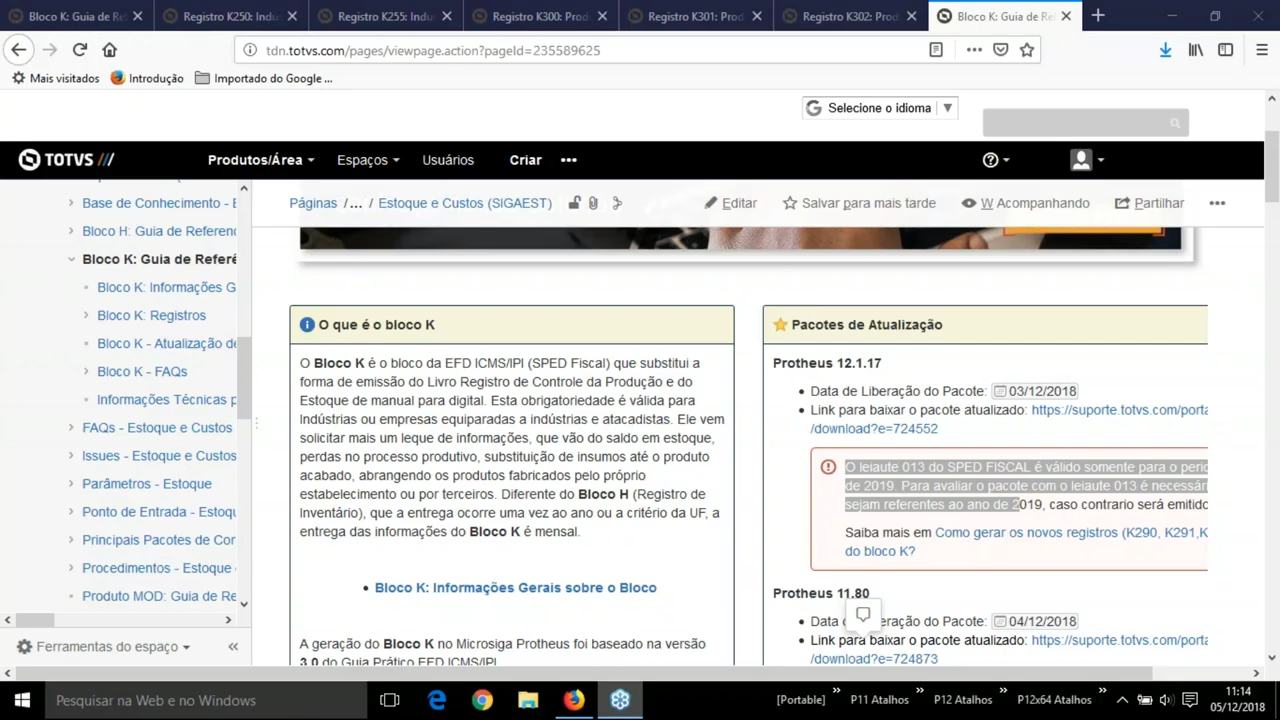 Bloco K: Guia de Re
Registro K250: Indu
Registro K255: Indu
Registro K300: Prod
Registro K301: Prod
Registro K302: Prod
Bloco K: Guia de Re
tdn.totvs.com/pages/viewpage.action?pageId=235589625
Mais visitados
Introdução
Importado do Google ...
Selecione o idioma
TOTVS
Produtos/Área
Espaços
Usuários
Criar
Páginas /... / Estoque e Custos (SIGAEST)
Editar
Salvar para mais tarde
W Acompanhando
Partilhar
Base de Conhecimento - E
Bloco H: Guia de Referenc
Bloco K: Guia de Referê
Bloco K: Informações G
Bloco K: Registros
Bloco K - Atualização de
Bloco K - FAQs
Informações Técnicas p
FAQs - Estoque e Custos
Issues - Estoque e Custos
Parâmetros - Estoque
Ponto de Entrada - Estoqu
Principais Pacotes de Cor
Procedimentos - Estoque
Produto MOD: Guia de Re
Ferramentas do espaço
O que é o bloco K
O Bloco K é o bloco da EFD ICMS/IPI (SPED Fiscal) que substitui a
forma de emissão do Livro Registro de Controle da Produção e do
Estoque de manual para digital. Esta obrigatoriedade é válida para
Indústrias ou empresas equiparadas a indústrias e atacadistas. Ele vem
solicitar mais um leque de informações, que vão do saldo em estoque,
perdas no processo produtivo, substituição de insumos até o produto
acabado, abrangendo os produtos fabricados pelo próprio
estabelecimento ou por terceiros. Diferente do Bloco H (Registro de
Inventário), que a entrega ocorre uma vez ao ano ou a critério da UF, a
entrega das informações do Bloco K é mensal.
Bloco K: Informações Gerais sobre o Bloco
A geração do Bloco K no Microsiga Protheus foi baseado na versão
3.0 do Guia Prático EFD ICMS/IPI
Pacotes de Atualização
Protheus 12.1.17
Data de Liberação do Pacote: 03/12/2018
Link para baixar o pacote atualizado: https://suporte.totvs.com/porta
/download?e=724552
O leiaute 013 do SPED FISCAL é válido somente para o perio
de 2019. Para avaliar o pacote com o leiaute 013 é necessári
sejam referentes ao ano de 2019, caso contrario será emitido
Saiba mais em Como gerar os novos registros (K290, K291,K
do bloco K?
Protheus 11.80
Data eração do Pacote: 04/12/2018
Link para baixar o pacote atualizado: https://suporte.totvs.com/porta
/download?e=724873
Pesquisar na Web e no Windows
[Portable]
P11 Atalhos
P12 Atalhos
P12x64 Atalhos
11:14
05/12/2018